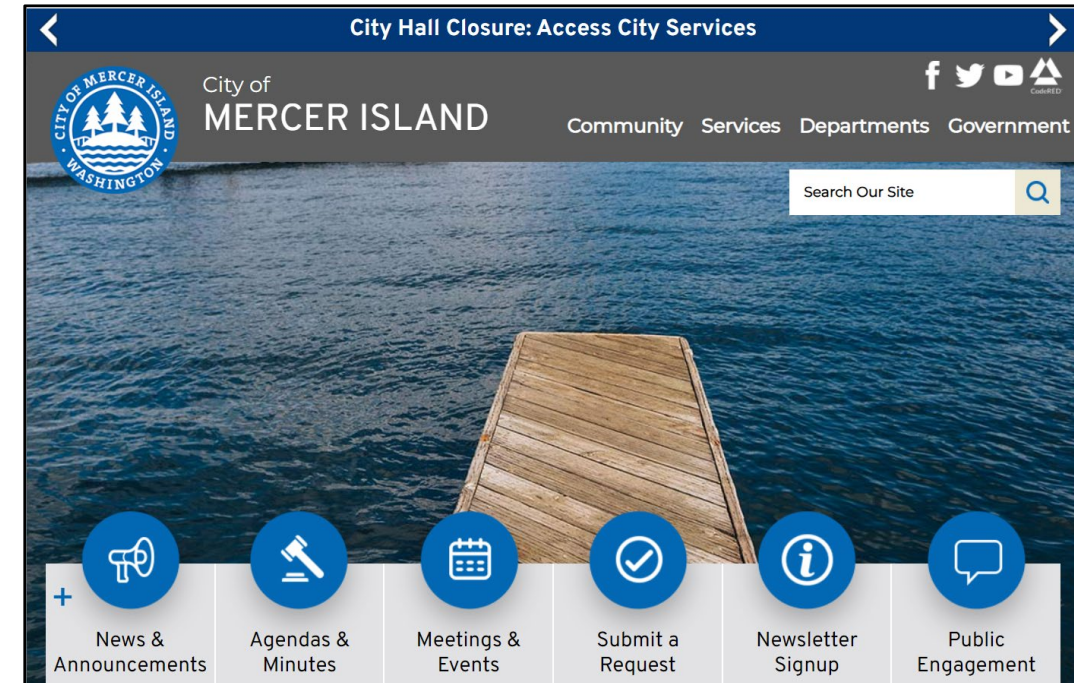 City Hall Closure: Access City Services
CITY OF MERCER ISLAND
WASHINGTON
City of
MERCER ISLAND
CodeRED
Community Services Departments Government
Search Our Site
News &
Announcements
Agendas &
Minutes
Meetings &
Events
Submit a
Request
Newsletter
Signup
Public
Engagement